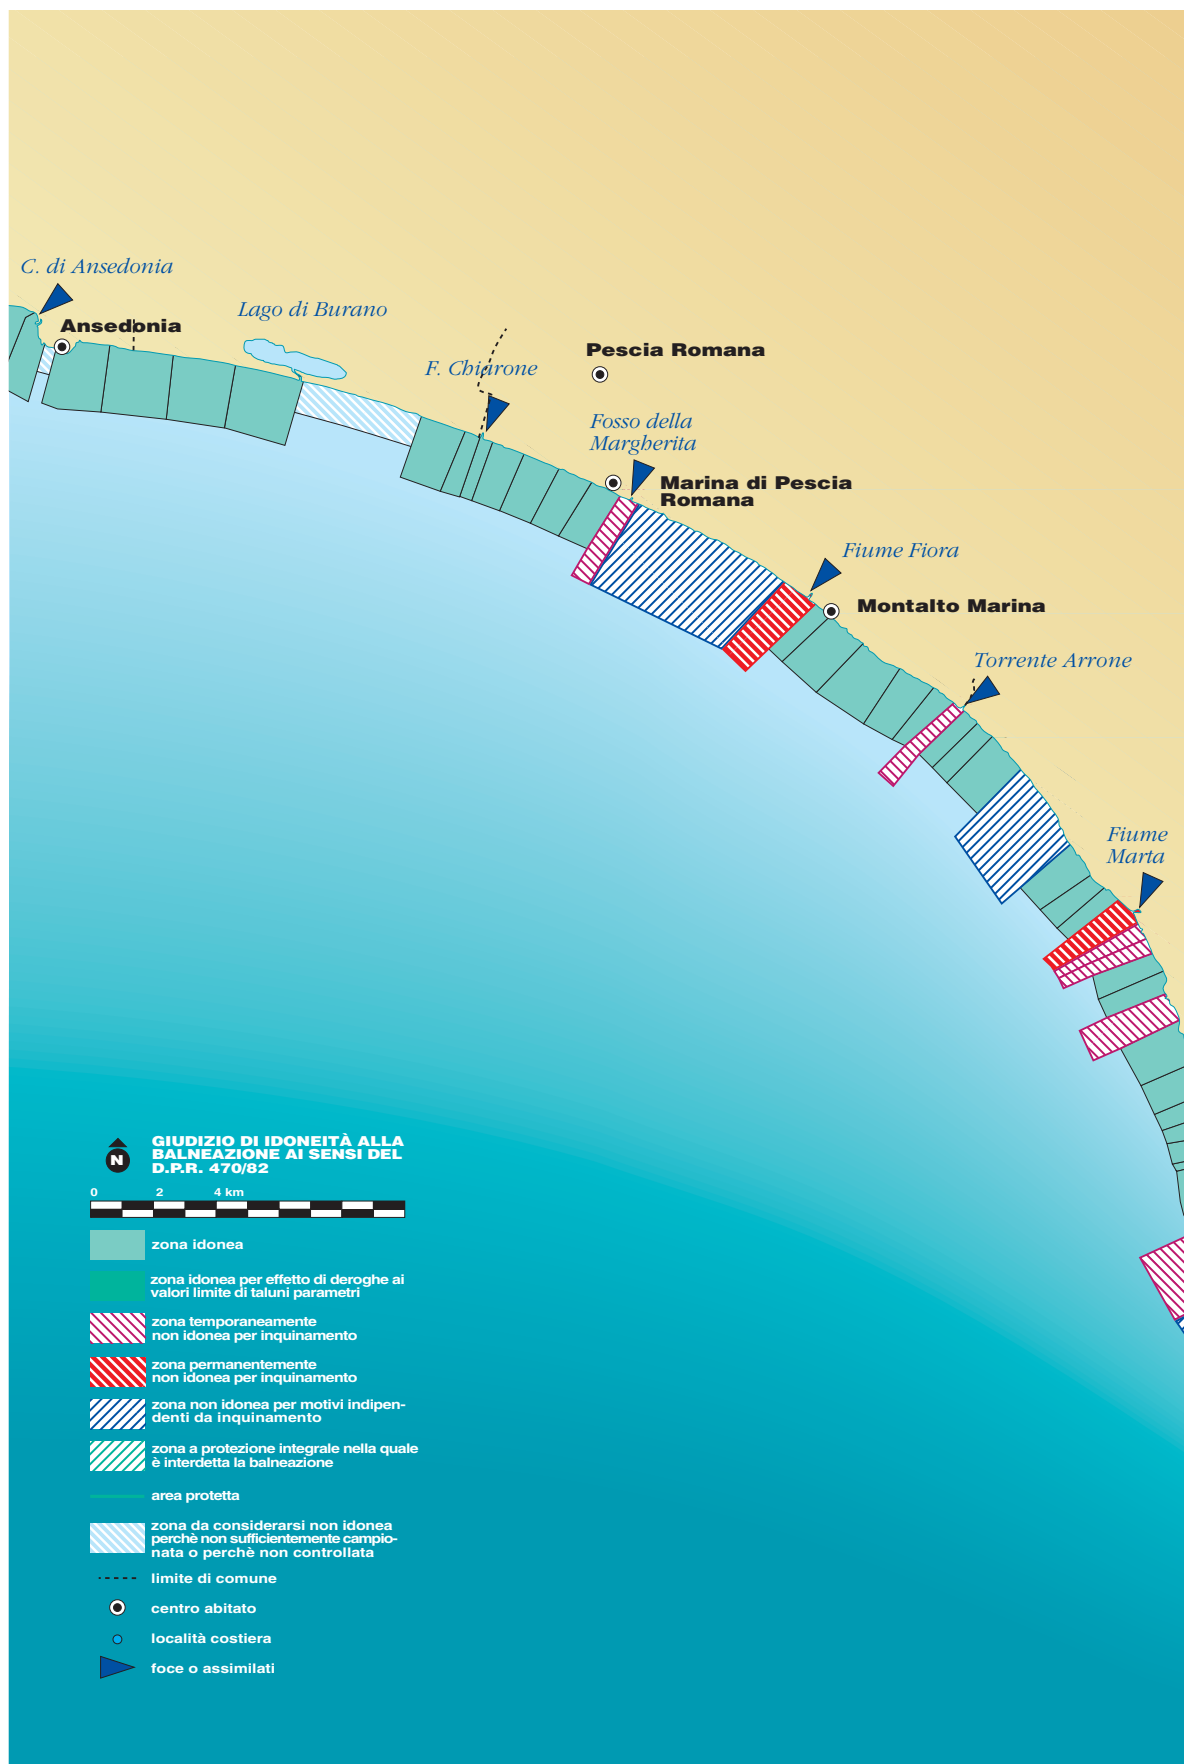 C. di Ansedonia
Ansedonia
Lago di Burano
F. Chiarone
Pescia Romana
Fosso della
Margherita
Marina di Pescia
Romana
Fiume Fiora
Montalto Marina
Torrente Arrone
Fiume
Marta
N
GIUDIZIO DI IDONEITÀ ALLA
BALNEAZIONE AI SENSI DEL
D.P.R. 470/82
0 2 4 km
zona idonea
zona idonea per effetto di deroghe ai
valori limite di taluni parametri
zona temporaneamente
non idonea per inquinamento
zona permanentemente
non idonea per inquinamento
zona non idonea per motivi indipen-
denti da inquinamento
zona a protezione integrale nella quale
è interdetta la balneazione
area protetta
zona da considerarsi non idonea
perchè non sufficientemente campio-
nata o perchè non controllata
limite di comune
centro abitato
località costiera
foce o assimilati